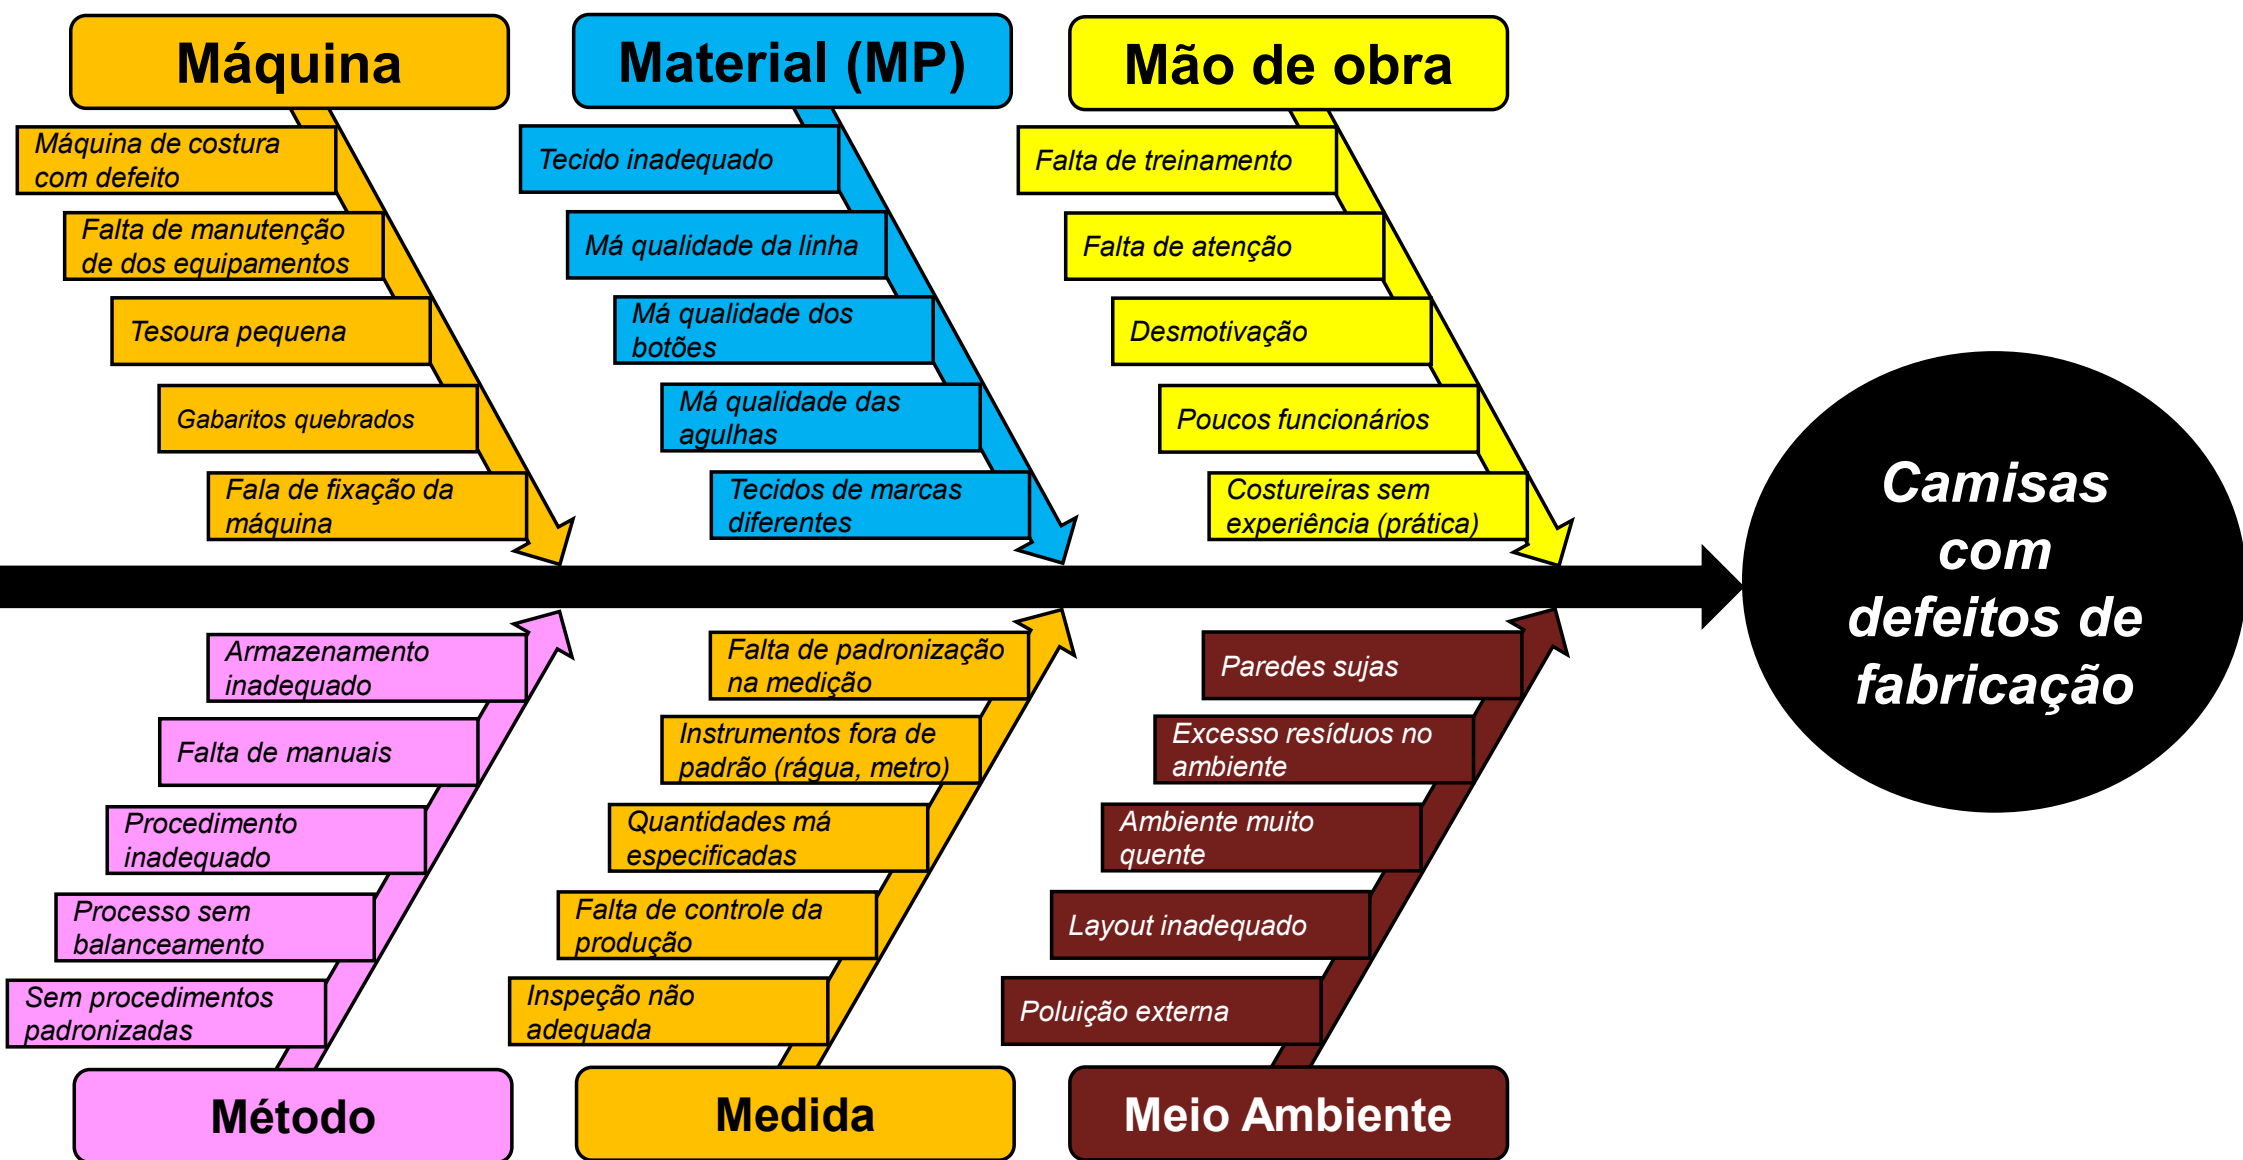 Máquina
Máquina de costura
com defeito
Falta de manutenção
de dos equipamentos
Tesoura pequena
Gabaritos quebrados
Fala de fixação da
máquina
Material (MP)
Tecido inadequado
Má qualidade da linha
Má qualidade dos
botões
Má qualidade das
agulhas
Tecidos de marcas
diferentes
Mão de obra
Falta de treinamento
Falta de atenção
Desmotivação
Poucos funcionários
Costureiras sem
experiência (prática)
Camisas
com
defeitos de
fabricação
Armazenamento
inadequado
Falta de manuais
Procedimento
inadequado
Processo sem
balanceamento
Sem procedimentos
padronizadas
Método
Falta de padronização
na medição
Instrumentos fora de
padrão (rágua, metro)
Quantidades má
especificadas
Falta de controle da
produção
Inspeção não
adequada
Medida
Paredes sujas
Excesso resíduos no
ambiente
Ambiente muito
quente
Layout inadequado
Poluição externa
Meio Ambiente